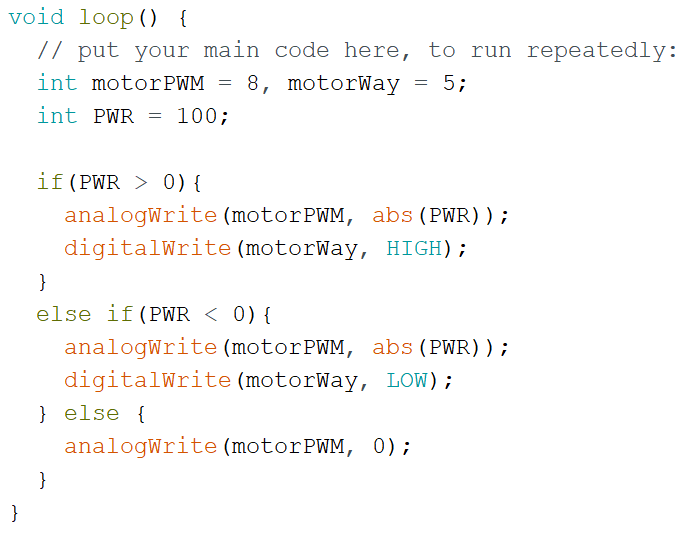 void loop() {
  // put your main code here, to run repeatedly:
  int motorPWM = 8, motorWay = 5;
  int PWR = 100;

  if(PWR > 0){
    analogWrite(motorPWM, abs(PWR));
    digitalWrite(motorWay, HIGH);
  }
  else if(PWR < 0){
    analogWrite(motorPWM, abs(PWR));
    digitalWrite(motorWay, LOW);
  } else {
    analogWrite(motorPWM, 0);
  }
}